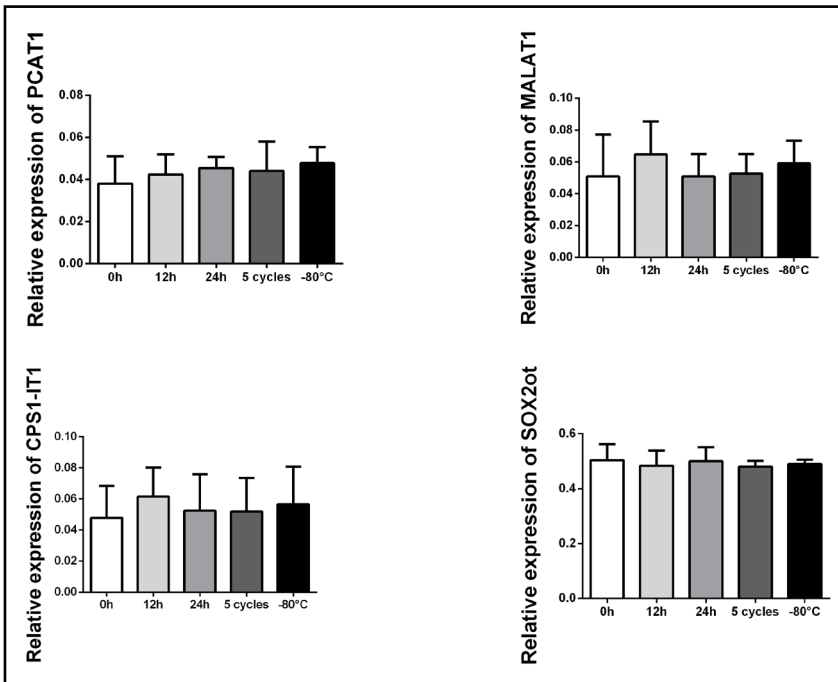 Relative expression of PCAT1
0.08
0.06
0.04
0.02
0.00
0h 12h 24h 5 cycles -80°C
Relative expression of MALAT1
0.10
0.08
0.06
0.04
0.02
0.00
0h 12h 24h 5 cycles -80°C
Relative expression of CPS1-IT1
0.10
0.08
0.06
0.04
0.02
0.00
0h 12h 24h 5 cycles -80°C
Relative expression of SOX2ot
0.6
0.4
0.2
0.0
0h 12h 24h 5 cycles -80°C